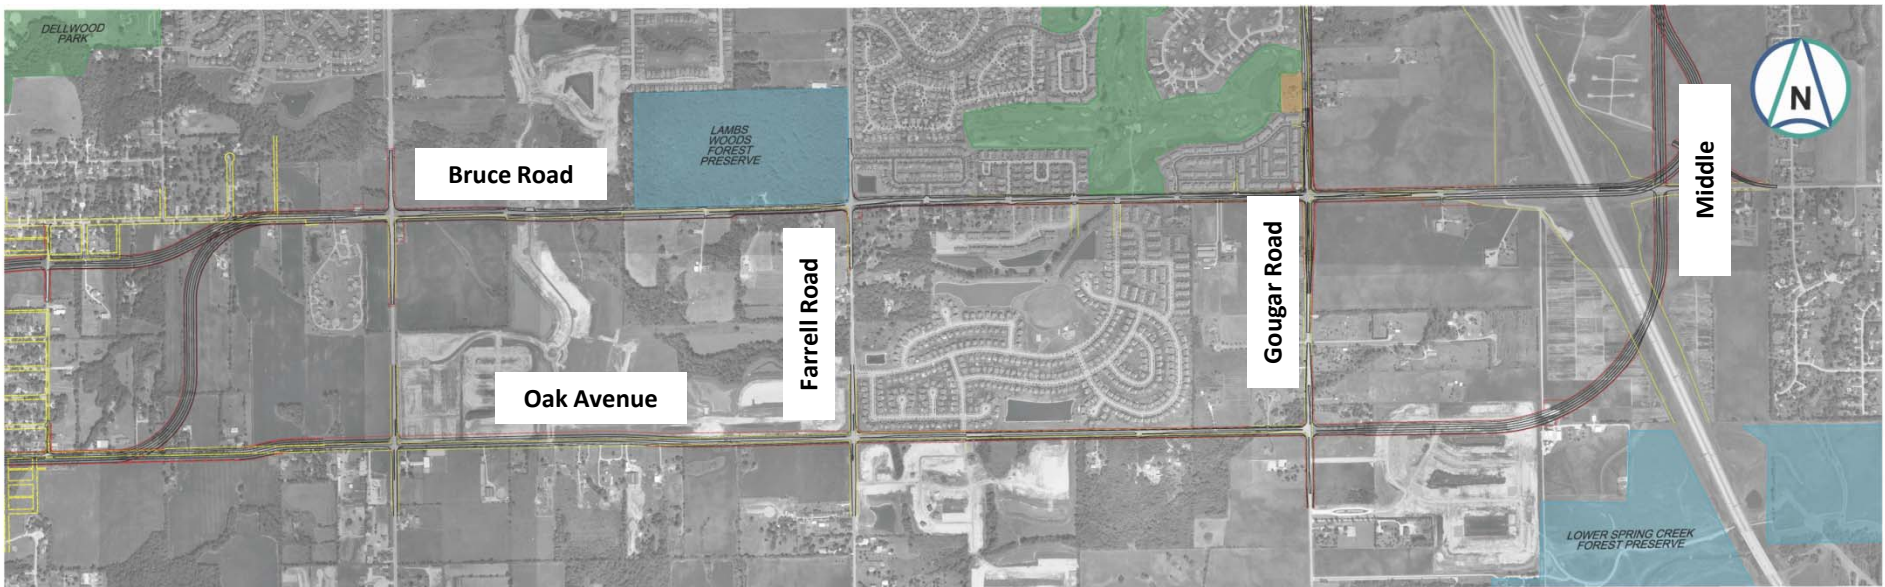 DELLWOOD
PARK
LAMBS
WOODS
FOREST
PRESERVE
Bruce Road
N
Middle
Farrell Road
Gougar Road
Oak Avenue
LOWER SPRING CREEK
FOREST PRESERVE